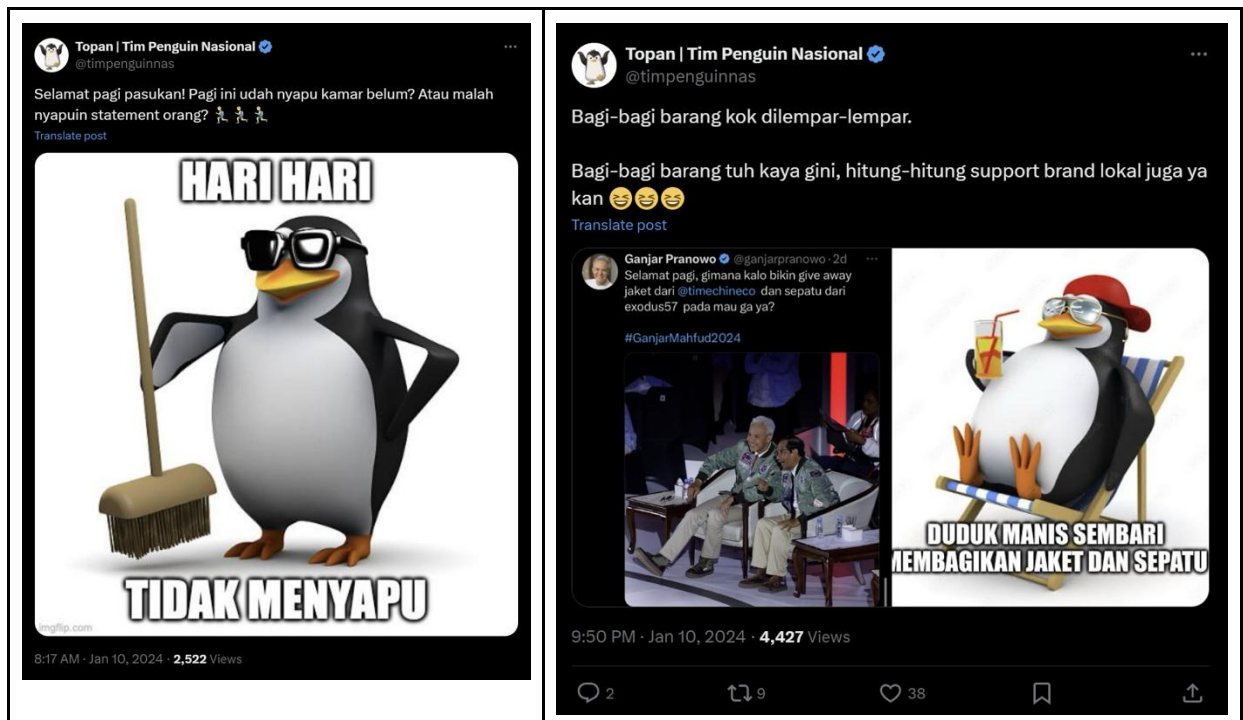 Topan | Tim Penguin Nasional
@timpenguinnas
Selamat pagi pasukan! Pagi ini udah nyapu kamar belum? Atau malah
nyapuin statement orang? 🏃‍♂️ 🏃‍♂️ 🏃‍♂️
Translate post
HARI HARI
TIDAK MENYAPU
imgflip.com
8:17 AM · Jan 10, 2024 · 2,522 Views
Topan | Tim Penguin Nasional
@timpenguinnas
Bagi-bagi barang kok dilempar-lempar.
Bagi-bagi barang tuh kaya gini, hitung-hitung support brand lokal juga ya
kan 😆😆😆
Translate post
Ganjar Pranowo @ganjarpranowo · 2d
Selamat pagi, gimana kalo bikin give away
jaket dari @timechineco dan sepatu dari
exodus57 pada mau ga ya?
#GanjarMahfud2024
DUDUK MANIS SEMBARI
MEMBAGIKAN JAKET DAN SEPATU
9:50 PM · Jan 10, 2024 · 4,427 Views
2
9
38